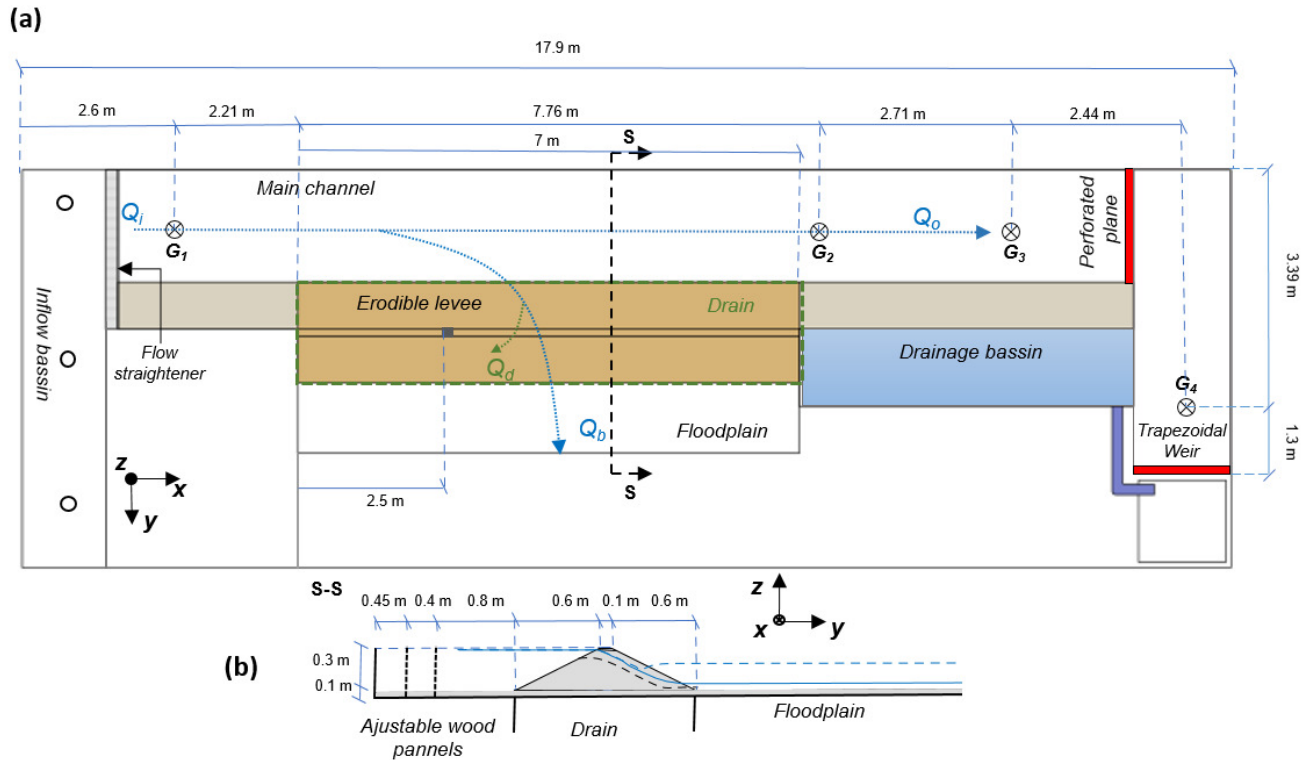 (a)
17.9 m
2.6 m
2.21 m
7.76 m
2.71 m
2.44 m
7 m
S
Main channel
Qi
G1
G2
Qo
G3
Perforated
plane
3.39 m
Inflow bassin
Erodible levee
Drain
Flow
straightener
Qd
Drainage bassin
G4
Qb
Floodplain
Trapezoidal
Weir
1.3 m
z
x
y
S
2.5 m
S-S
0.45 m
0.4 m
0.8 m
0.6 m
0.1 m
0.6 m
z
x
y
(b)
0.3 m
0.1 m
Ajustable wood
pannels
Drain
Floodplain